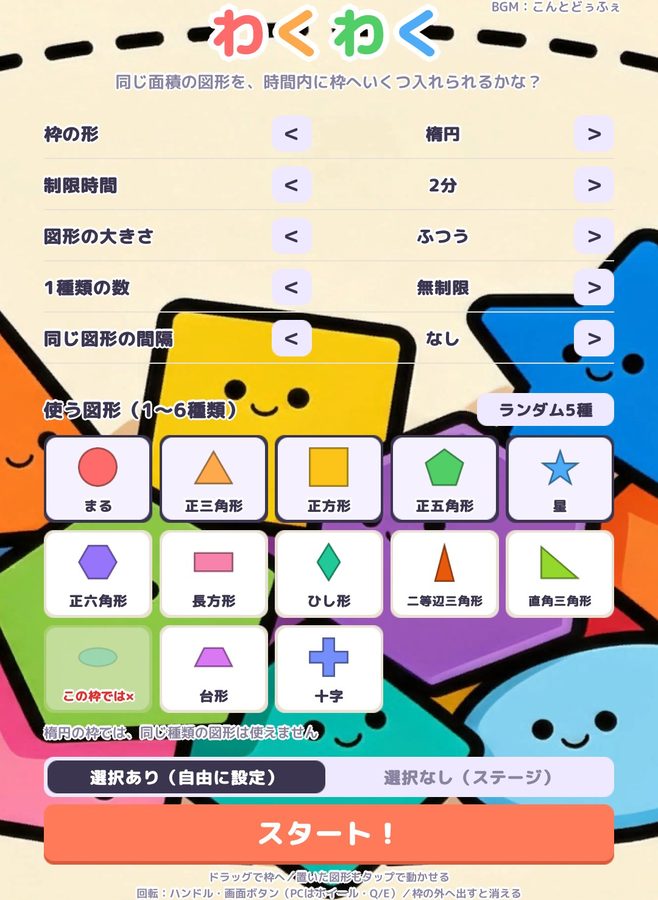 BGM：こんとどぅふぇ
わくわく
同じ面積の図形を、時間内に枠へいくつ入れられるかな？
枠の形 < 楕円 >
制限時間 < 2分 >
図形の大きさ < ふつう >
1種類の数 < 無制限 >
同じ図形の間隔 < なし >
使う図形（1〜6種類） ランダム5種
まる 正三角形 正方形 正五角形 星
正六角形 長方形 ひし形 二等辺三角形 直角三角形
この枠では× 台形 十字
楕円の枠では、同じ種類の図形は使えません
選択あり（自由に設定） 選択なし（ステージ）
スタート！
ドラッグで枠へ／置いた図形もタップで動かせる
回転：ハンドル・画面ボタン（PCはホイール・Q/E）／枠の外へ出すと消える